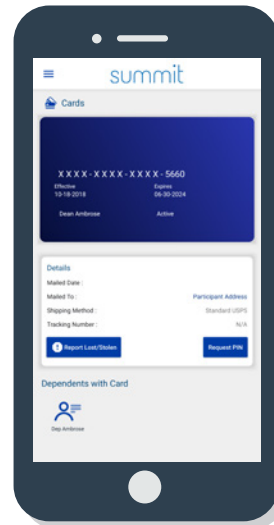 summit
Cards
XXXX-XXXX-XXXX-5660
Effective Expires
10-18-2018 06-30-2024
Dean Ambrose Active
Details
Mailed Date :
Mailed To : Participant Address
Shipping Method : Standard USPS
Tracking Number : N/A
Report Lost/Stolen Request PIN
Dependents with Card
Dep Ambrose